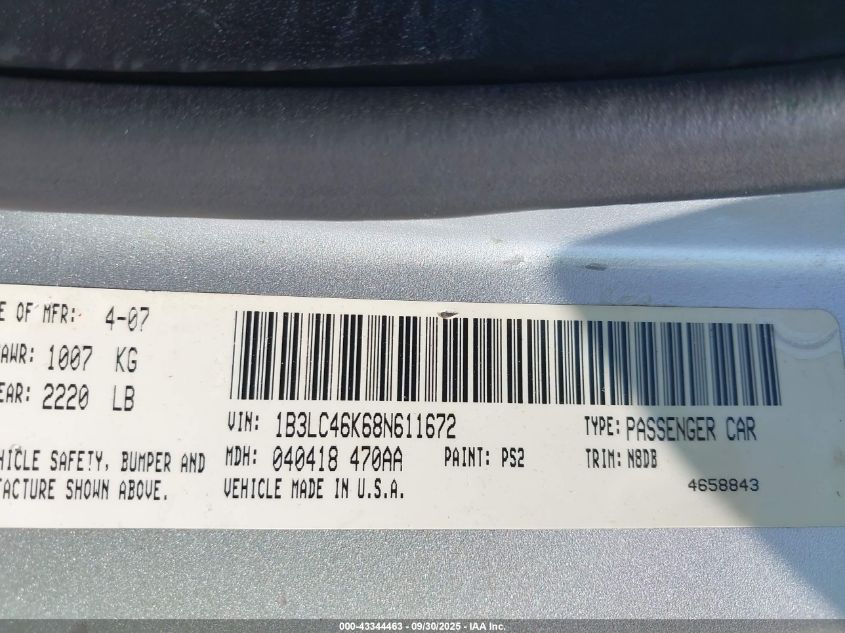 E OF MFR: 4-07
AWR: 1007 KG
EAR: 2220 LB
HICLE SAFETY, BUMPER AND
FACTURE SHOWN ABOVE.
VIN: 1B3LC46K68N611672
TYPE: PASSENGER CAR
MDH: 040418 470AA
PAINT: PS2
TRIM: N8DB
VEHICLE MADE IN U.S.A.
4658843
000-43344463 - 09/30/2025 - IAA Inc.